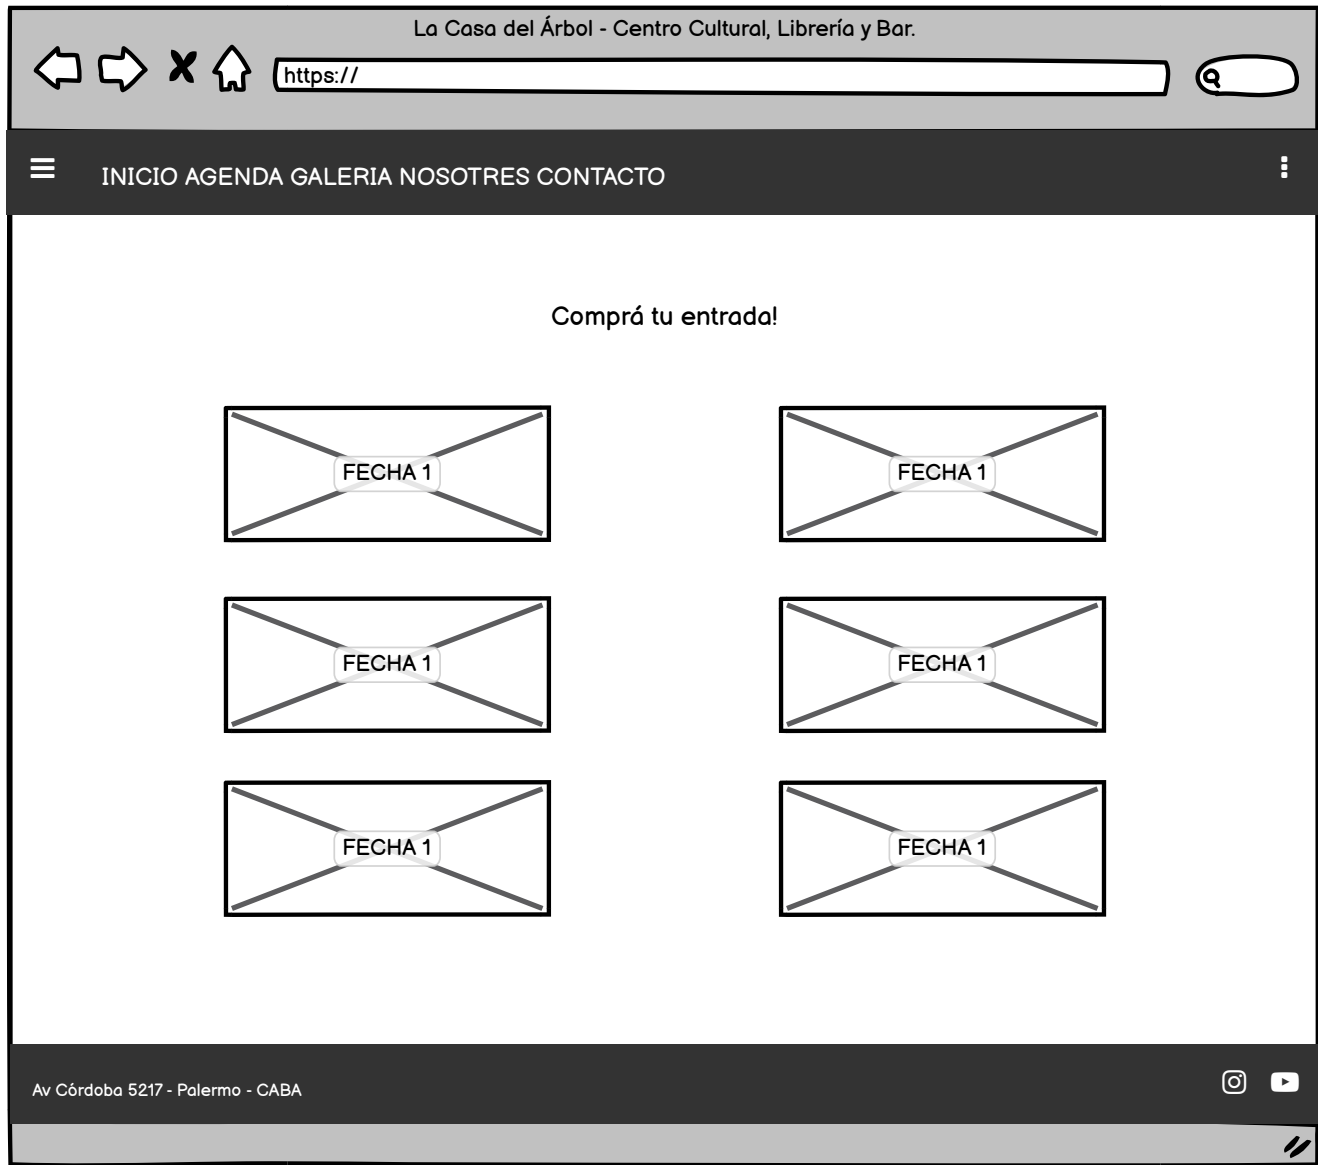 La Casa del Árbol - Centro Cultural, Librería y Bar.
https://
INICIO AGENDA GALERIA NOSOTRES CONTACTO
Comprá tu entrada!
FECHA 1
FECHA 1
FECHA 1
FECHA 1
FECHA 1
FECHA 1
Av Córdoba 5217 - Palermo - CABA